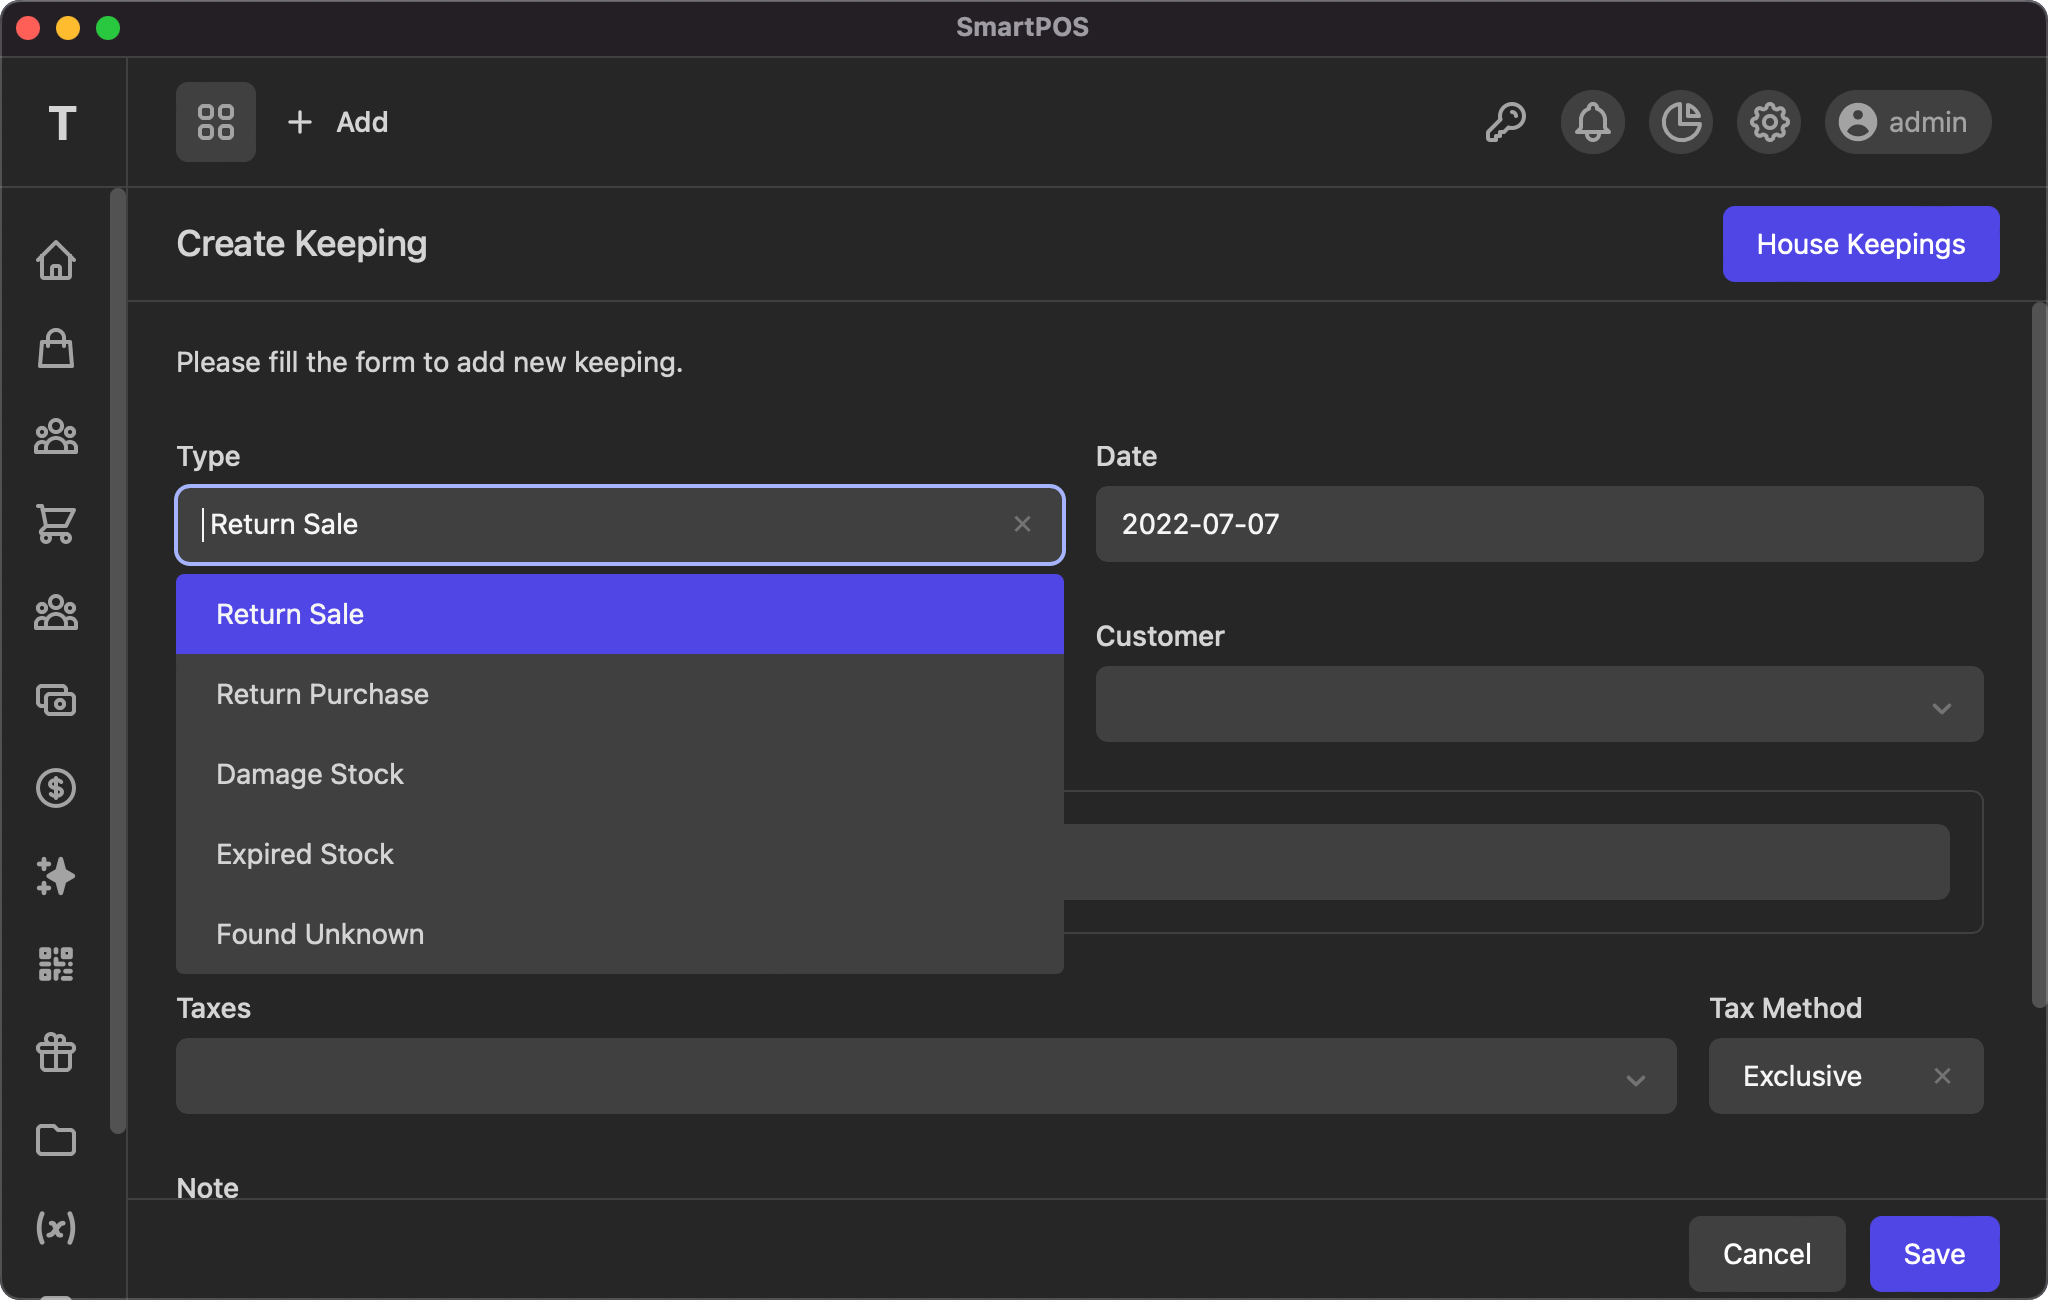 SmartPOS
T
Add
admin
Create Keeping
House Keepings
Please fill the form to add new keeping.
Type
Date
Return Sale
2022-07-07
Return Sale
Customer
Return Purchase
Damage Stock
Expired Stock
Found Unknown
Taxes
Tax Method
Exclusive
Note
(x)
Cancel
Save